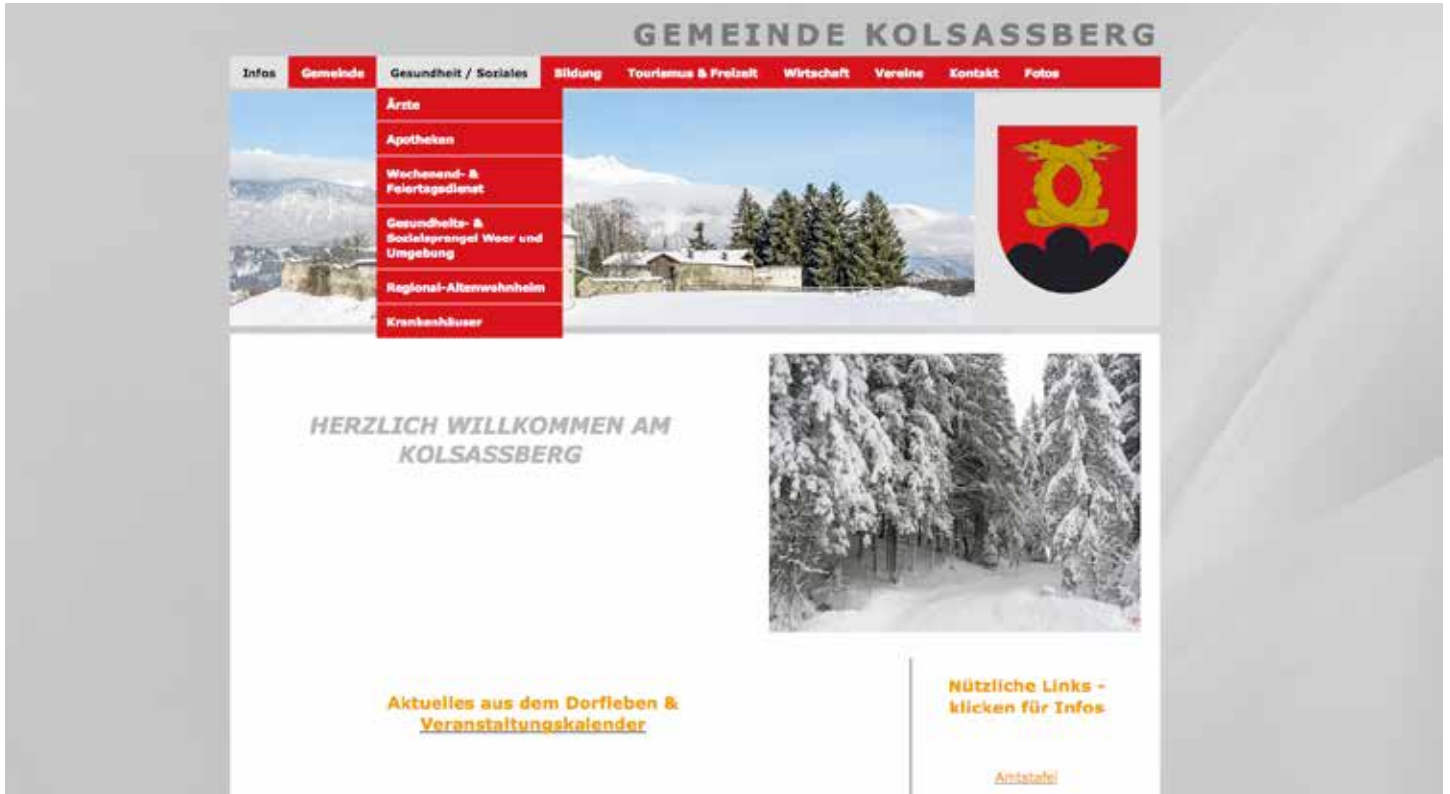 GEMEINDE KOLSASSBERG
Infos Gemeinde Gesundheit / Soziales Bildung Tourismus & Freizeit Wirtschaft Vereine Kontakt Fotos
Ärzte
Apotheken
Wochenend- &
Feiertagsdienst
Gesundheits- &
Sozialsprengel Weer und
Umgebung
Regional-Altenwohnheim
Krankenhäuser
HERZLICH WILLKOMMEN AM
KOLSASSBERG
Aktuelles aus dem Dorfleben &
Veranstaltungskalender
Nützliche Links -
klicken für Infos
Amtstafel